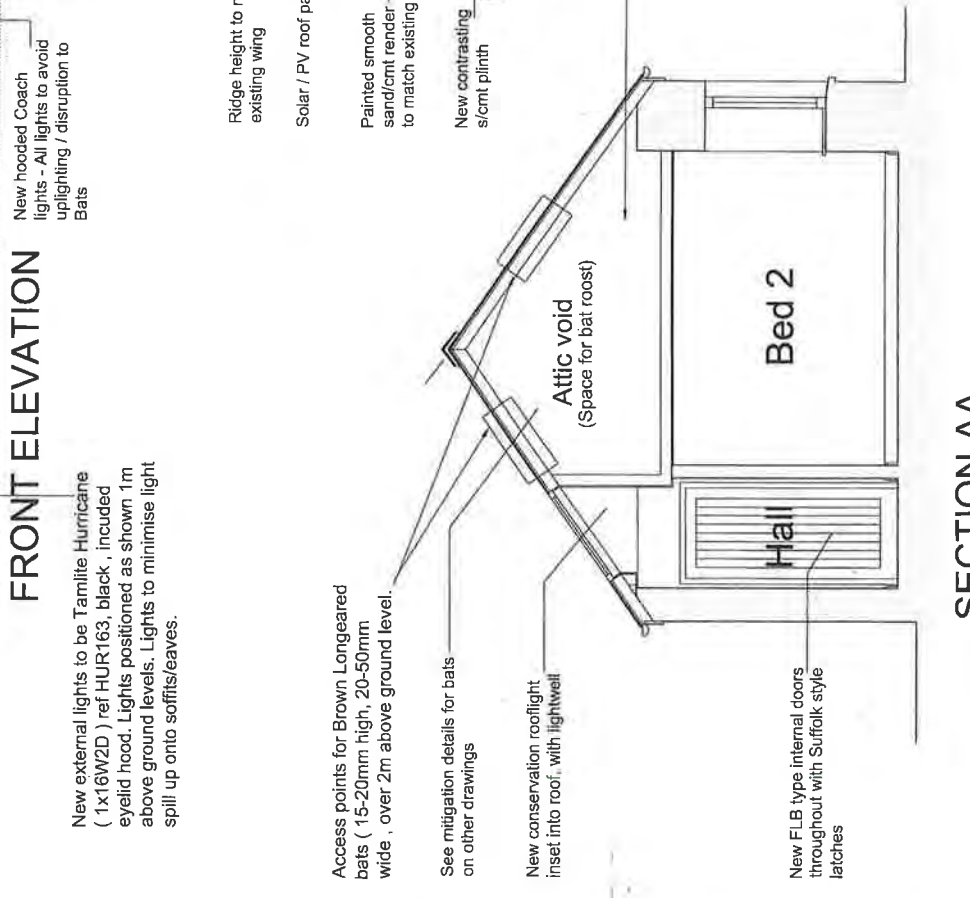 New hooded Coach
lights - All lights to avoid
uplighting / disruption to
Bats
FRONT ELEVATION
New external lights to be Tamlite Hurricane
( 1x16W2D ) ref HUR163, black , incuded
eyelid hood. Lights positioned as shown 1m
above ground levels. Lights to minimise light
spill up onto soffits/eaves.
Ridge height to
existing wing
Solar / PV roof
Painted smooth
sand/cmt render -
to match existing
New contrasting
s/cmt plinth
Access points for Brown Longeared
bats ( 15-20mm high, 20-50mm
wide , over 2m above ground level.
See mitigation details for bats
on other drawings
New conservation rooflight
inset into roof, with lightwell
New FLB type internal doors
throughout with Suffolk style
latches
Attic void
(Space for bat roost)
Bed 2
Hall
SECTION AA